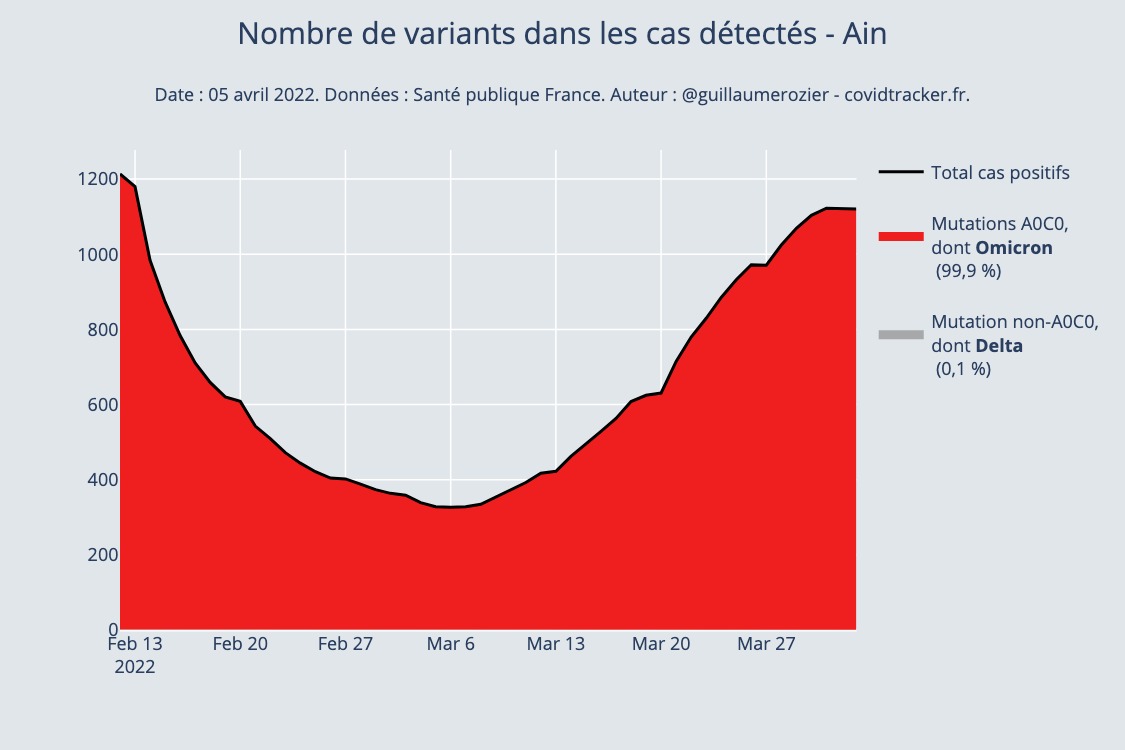 Nombre de variants dans les cas détectés - Ain
Date : 05 avril 2022. Données : Santé publique France. Auteur : @guillaumerozier - covidtracker.fr.
1200
1000
800
600
400
200
0
Feb 13
2022
Feb 20
Feb 27
Mar 6
Mar 13
Mar 20
Mar 27
Total cas positifs
Mutations A0C0,
dont Omicron
(99,9 %)
Mutation non-A0C0,
dont Delta
(0,1 %)